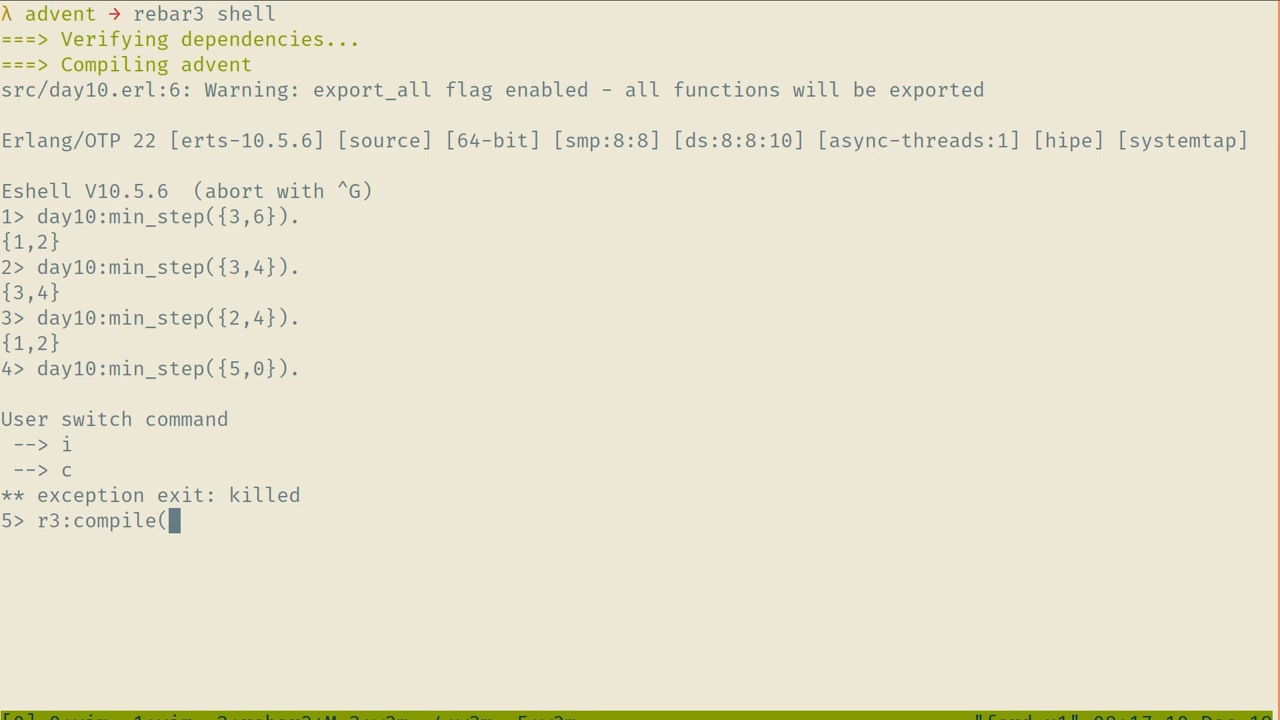 λ advent → rebar3 shell
===> Verifying dependencies...
===> Compiling advent
src/day10.erl:6: Warning: export_all flag enabled - all functions will be exported
Erlang/OTP 22 [erts-10.5.6] [source] [64-bit] [smp:8:8] [ds:8:8:10] [async-threads:1] [hipe] [systemtap]
Eshell V10.5.6  (abort with ^G)
1> day10:min_step({3,6}).
{1,2}
2> day10:min_step({3,4}).
{3,4}
3> day10:min_step({2,4}).
{1,2}
4> day10:min_step({5,0}).
User switch command
 --> i
 --> c
** exception exit: killed
5> r3:compile(